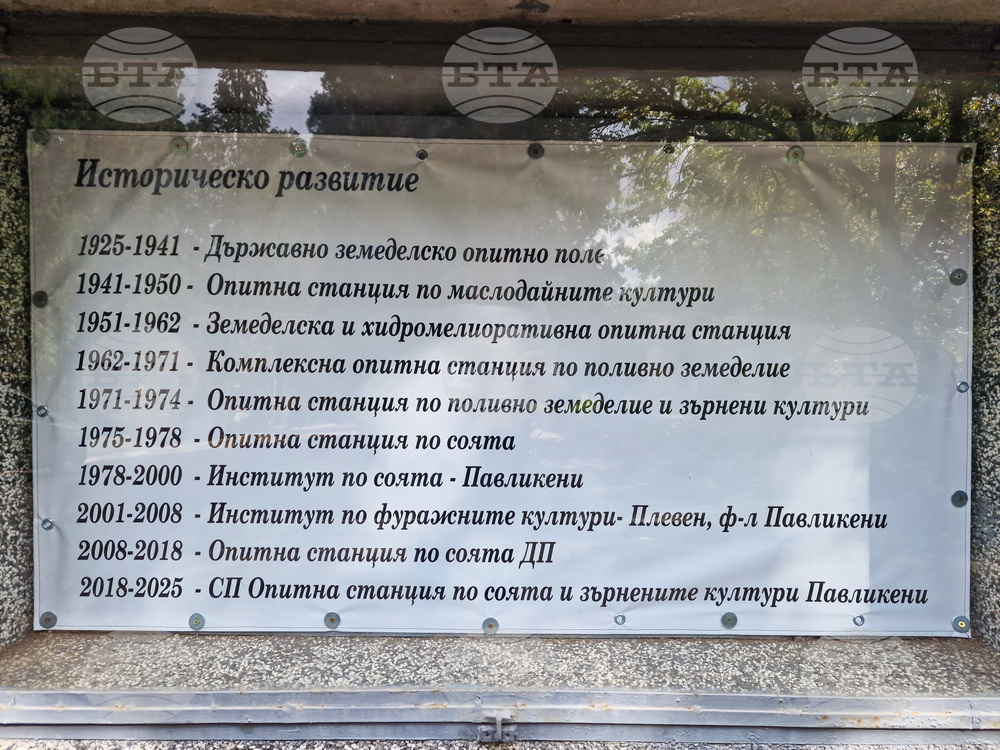 БТА БТА БТА
Историческо развитие
1925-1941 - Държавно земеделско опитно поле
1941-1950 - Опитна станция по маслодайните култури
1951-1962 - Земеделска и хидромелиоративна опитна станция
1962-1971 - Комплексна опитна станция по поливно земеделие
1971-1974 - Опитна станция по поливно земеделие и зърнени култури
1975-1978 - Опитна станция по соята
1978-2000 - Институт по соята - Павликени
2001-2008 - Институт по фуражните култури- Плевен, ф-л Павликени
2008-2018 - Опитна станция по соята ДП
2018-2025 - СП Опитна станция по соята и зърнените култури Павликени